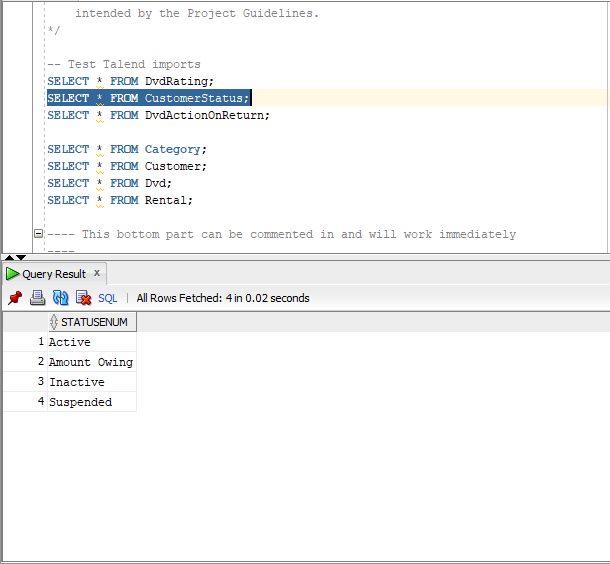 intended by the Project Guidelines.
*/
-- Test Talend imports
SELECT * FROM DvdRating;
SELECT * FROM CustomerStatus;
SELECT * FROM DvdActionOnReturn;
SELECT * FROM Category;
SELECT * FROM Customer;
SELECT * FROM Dvd;
SELECT * FROM Rental;
---- This bottom part can be commented in and will work immediately
----
Query Result x
SQL | All Rows Fetched: 4 in 0.02 seconds
STATUSENUM
1 Active
2 Amount Owing
3 Inactive
4 Suspended